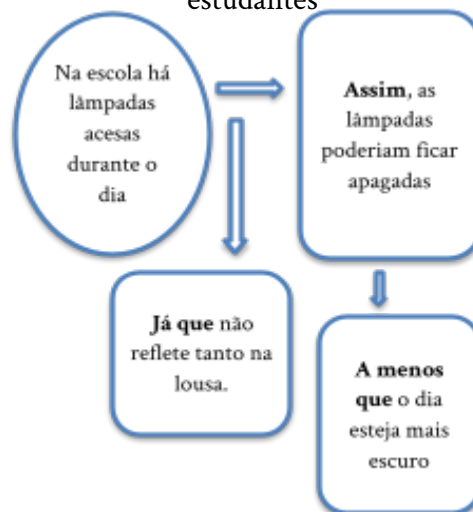 estudantes
Na escola há
lâmpadas
acesas
durante o
dia
Assim, as
lâmpadas
poderiam ficar
apagadas
Já que não
reflete tanto na
lousa.
A menos
que o dia
esteja mais
escuro